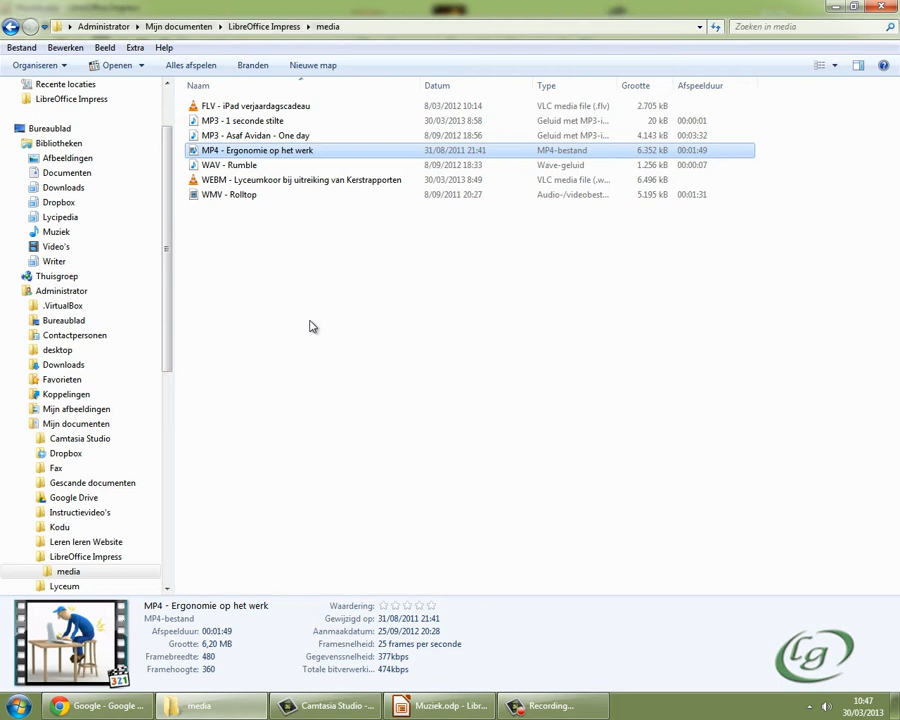 Administrator ▸ Mijn documenten ▸ LibreOffice Impress ▸ media
Zoeken in media
Bestand Bewerken Beeld Extra Help
Organiseren Openen Alles afspelen Branden Nieuwe map
Naam Datum Type Grootte Afspeelduur
FLV - iPad verjaardagscadeau 8/03/2012 10:14 VLC media file (.flv) 2.705 kB
MP3 - 1 seconde stilte 30/03/2013 8:58 Geluid met MP3-i... 20 kB 00:00:01
MP3 - Asaf Avidan - One day 8/09/2012 18:56 Geluid met MP3-i... 4.143 kB 00:03:32
MP4 - Ergonomie op het werk 31/08/2011 21:41 MP4-bestand 6.352 kB 00:01:49
WAV - Rumble 8/09/2012 18:33 Wave-geluid 1.256 kB 00:00:07
WEBM - Lyceumkoor bij uitreiking van Kerstrapporten 30/03/2013 8:49 VLC media file (.w... 6.496 kB
WMV - Rolltop 8/09/2011 20:27 Audio-/videobest... 5.195 kB 00:01:31
Recente locaties
LibreOffice Impress
Bureaublad
Bibliotheken
Afbeeldingen
Documenten
Downloads
Dropbox
Lycipedia
Muziek
Video's
Writer
Thuisgroep
Administrator
.VirtualBox
Bureaublad
Contactpersonen
desktop
Downloads
Favorieten
Koppelingen
Mijn afbeeldingen
Mijn documenten
Camtasia Studio
Dropbox
Fax
Gescande documenten
Google Drive
Instructievideo's
Kodu
Leren leren Website
LibreOffice Impress
media
Lyceum
MP4 - Ergonomie op het werk
MP4-bestand
Afspeelduur: 00:01:49
Grootte: 6,20 MB
Framebreedte: 480
Framehoogte: 360
Waardering:
Gewijzigd op: 31/08/2011 21:41
Aanmaakdatum: 25/09/2012 20:28
Framesnelheid: 25 frames per seconde
Gegevenssnelheid: 377kbps
Totale bitverwerki... 474kbps
321
lg
Google - Google ... media Camtasia Studio -... Muziek.odp - Libr... Recording...
10:47
30/03/2013